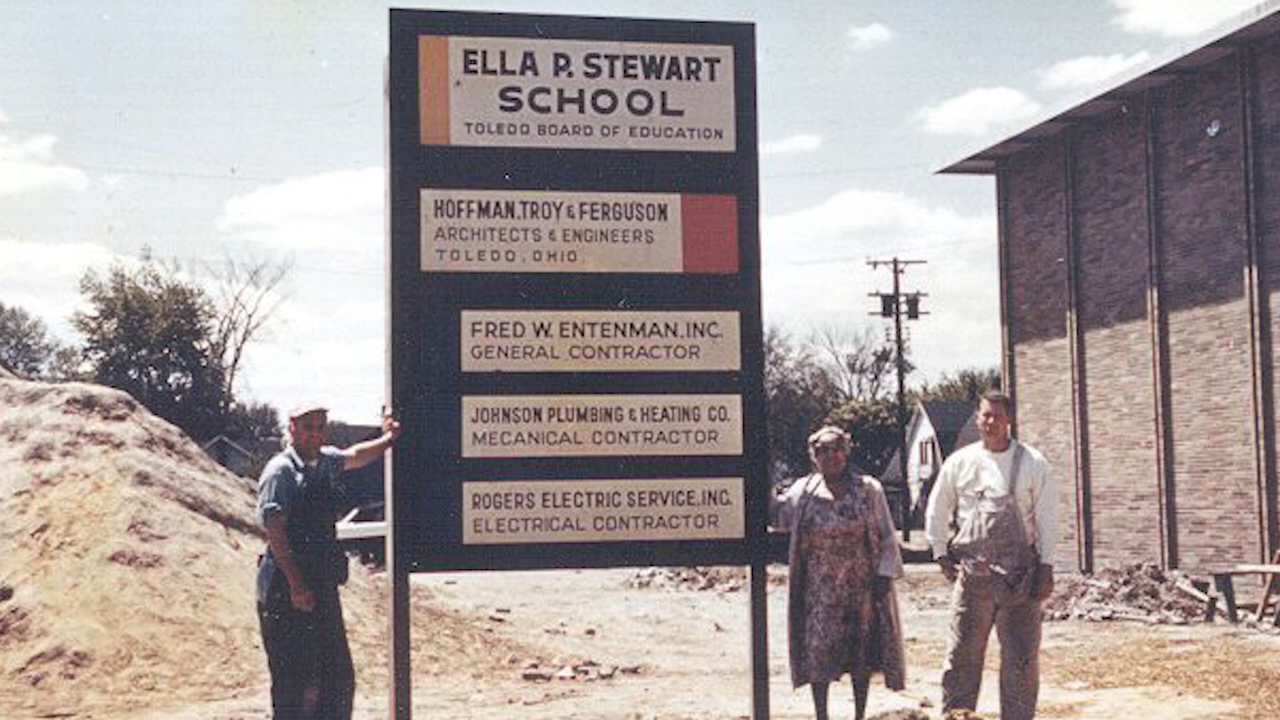 ELLA P. STEWART
SCHOOL
TOLEDO BOARD OF EDUCATION
HOFFMAN, TROY & FERGUSON
ARCHITECTS & ENGINEERS
TOLEDO, OHIO
FRED W. ENTENMAN, INC.
GENERAL CONTRACTOR
JOHNSON PLUMBING & HEATING CO.
MECANICAL CONTRACTOR
ROGERS ELECTRIC SERVICE, INC.
ELECTRICAL CONTRACTOR